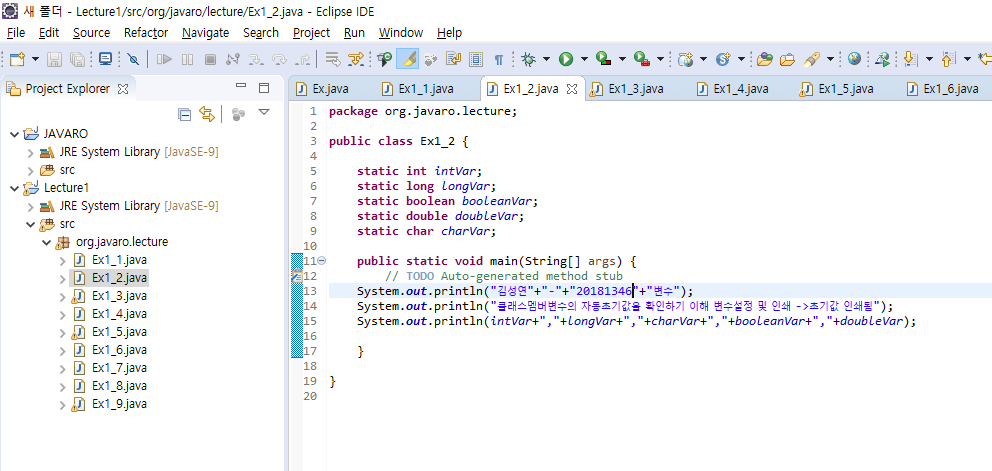 새 폴더 - Lecture1/src/org/javaro/lecture/Ex1_2.java - Eclipse IDE
File Edit Source Refactor Navigate Search Project Run Window Help
Project Explorer
JAVARO
JRE System Library [JavaSE-9]
src
Lecture1
JRE System Library [JavaSE-9]
src
org.javaro.lecture
Ex1_1.java
Ex1_2.java
Ex1_3.java
Ex1_4.java
Ex1_5.java
Ex1_6.java
Ex1_7.java
Ex1_8.java
Ex1_9.java
Ex.java Ex1_1.java Ex1_2.java Ex1_3.java Ex1_4.java Ex1_5.java Ex1_6.java
1 package org.javaro.lecture;
2
3 public class Ex1_2 {
4
5 static int intVar;
6 static long longVar;
7 static boolean booleanVar;
8 static double doubleVar;
9 static char charVar;
10
11 public static void main(String[] args) {
12 // TODO Auto-generated method stub
13 System.out.println("김성연"+"-"+"20181346"+"변수");
14 System.out.println("클래스멤버변수의 자동초기값을 확인하기 이해 변수설정 및 인쇄 ->초기값 인쇄됨");
15 System.out.println(intVar+","+longVar+","+charVar+","+booleanVar+","+doubleVar);
16
17 }
18
19 }
20